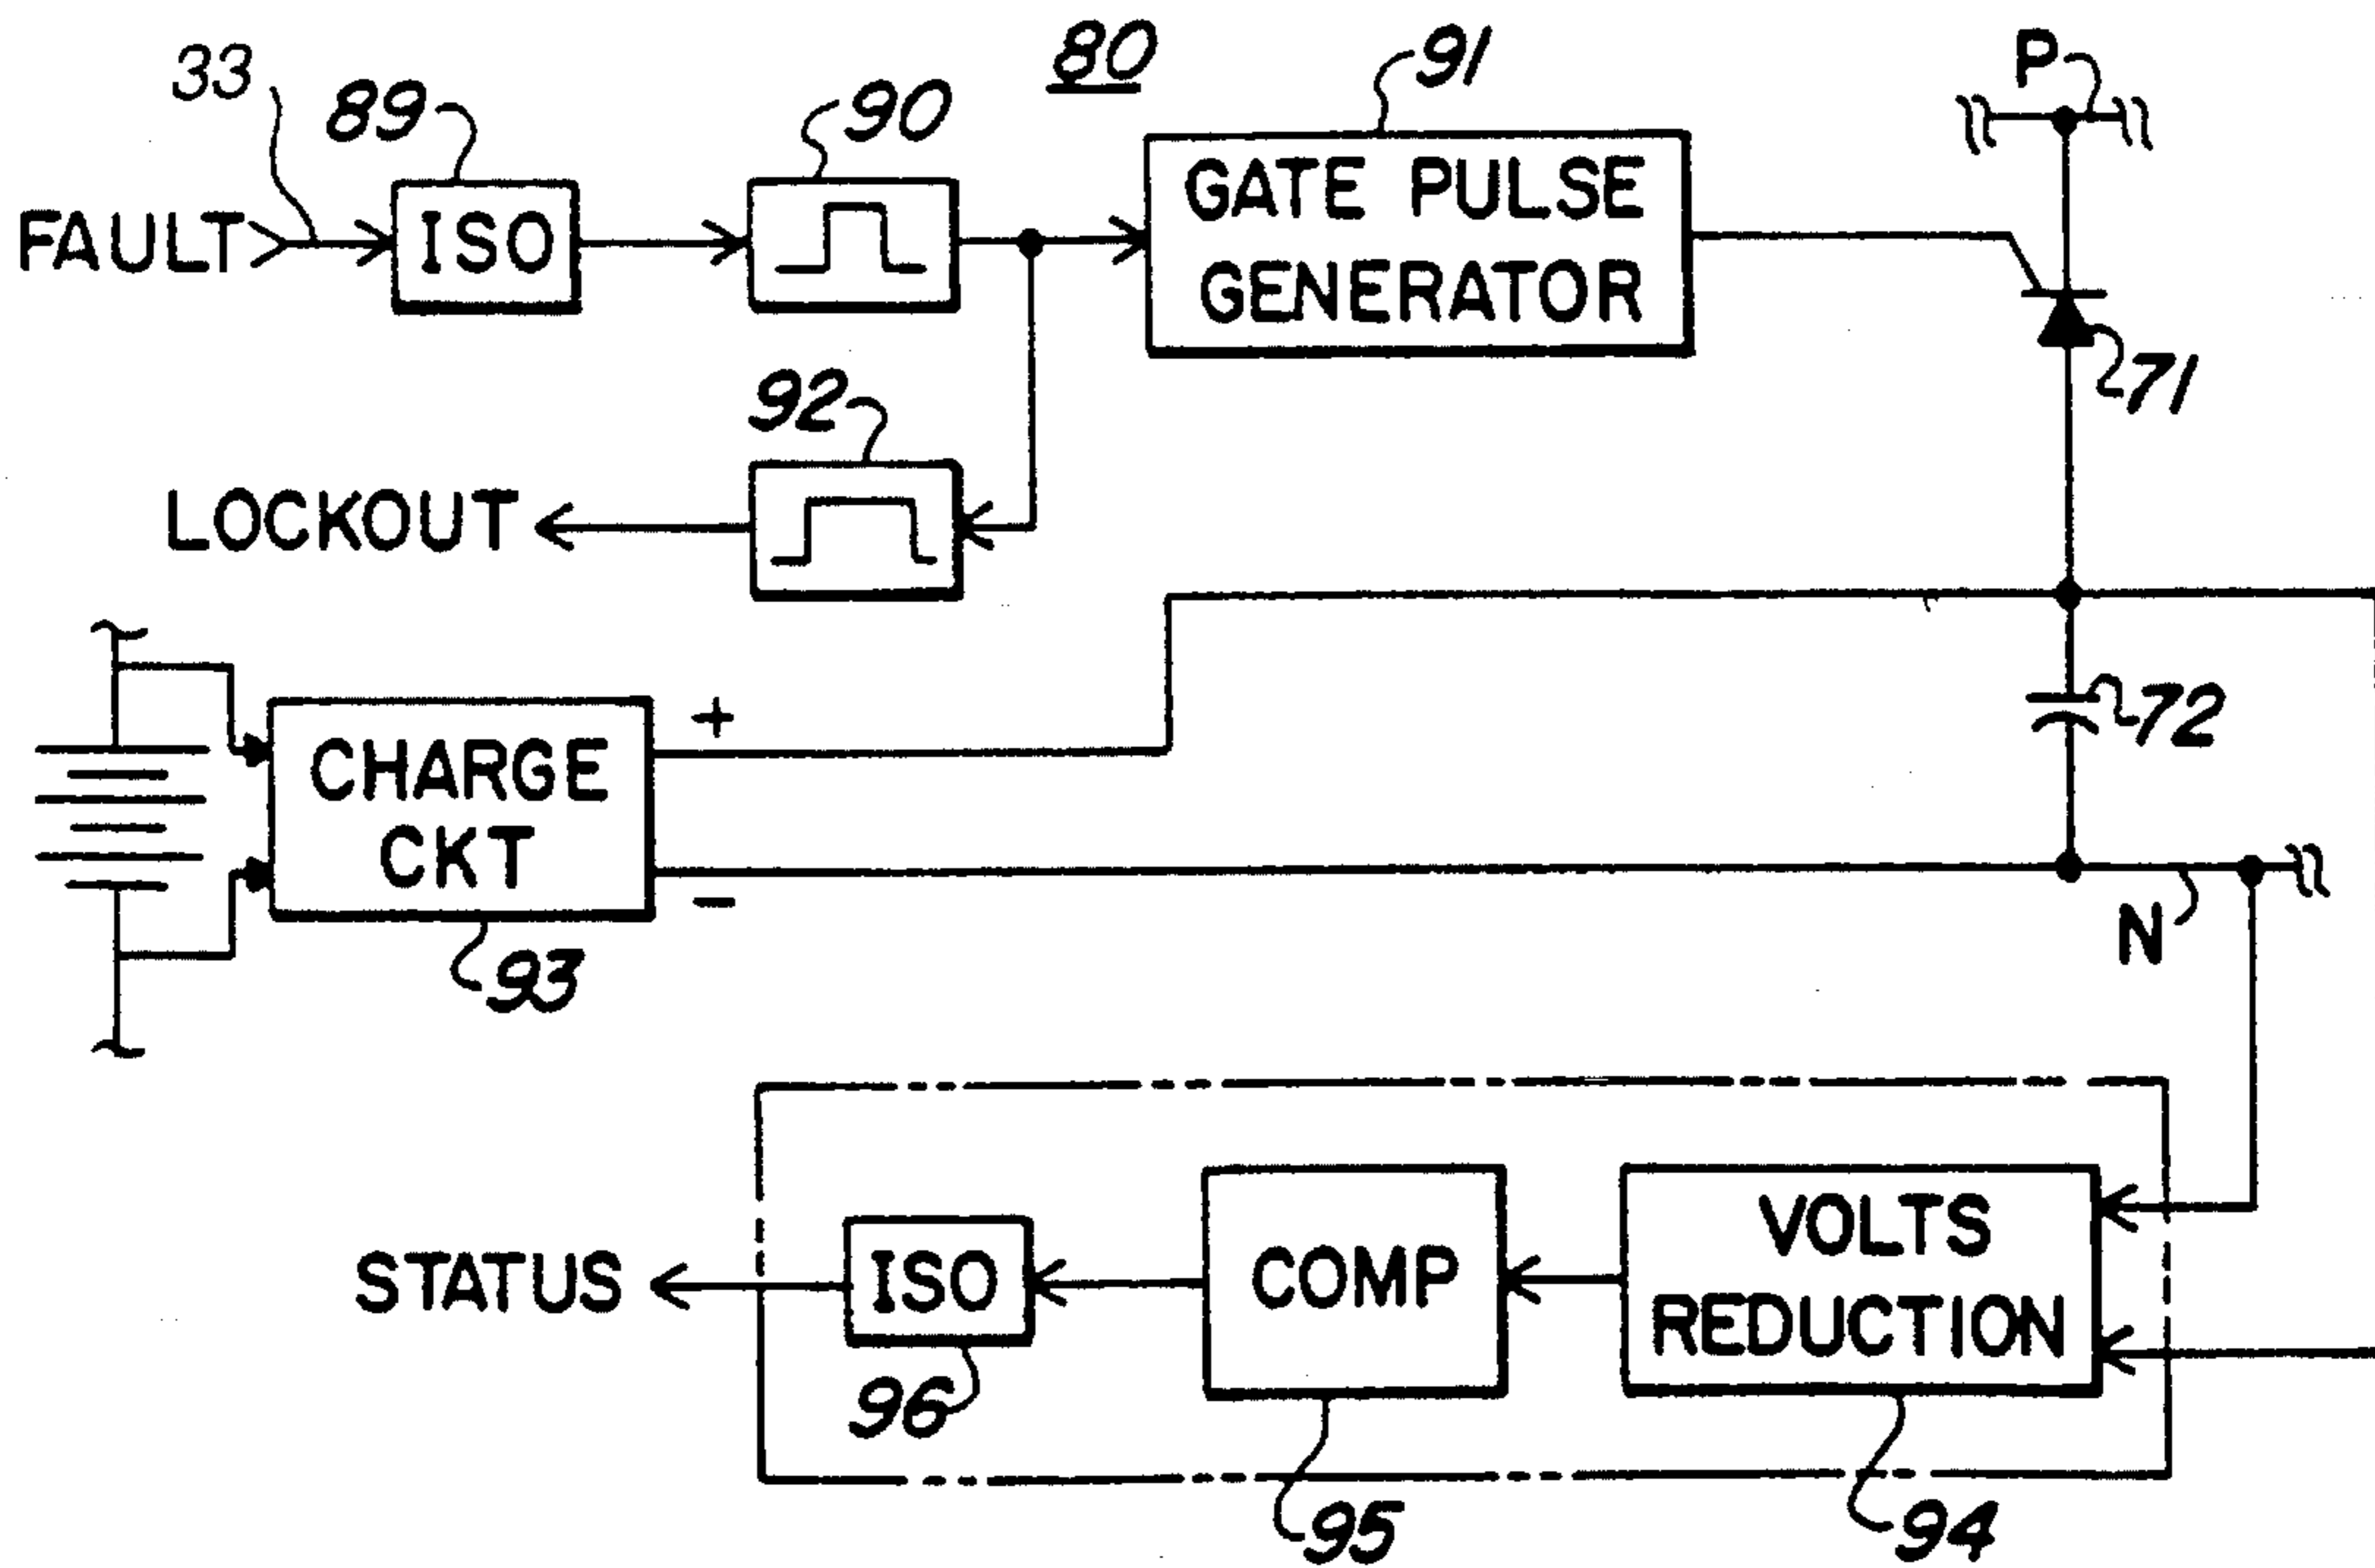 80
33
89
90
91
P
FAULT
ISO
GATE PULSE
GENERATOR
71
92
LOCKOUT
+
CHARGE
CKT
−
72
93
N
STATUS
ISO
COMP
VOLTS
REDUCTION
96
95
94